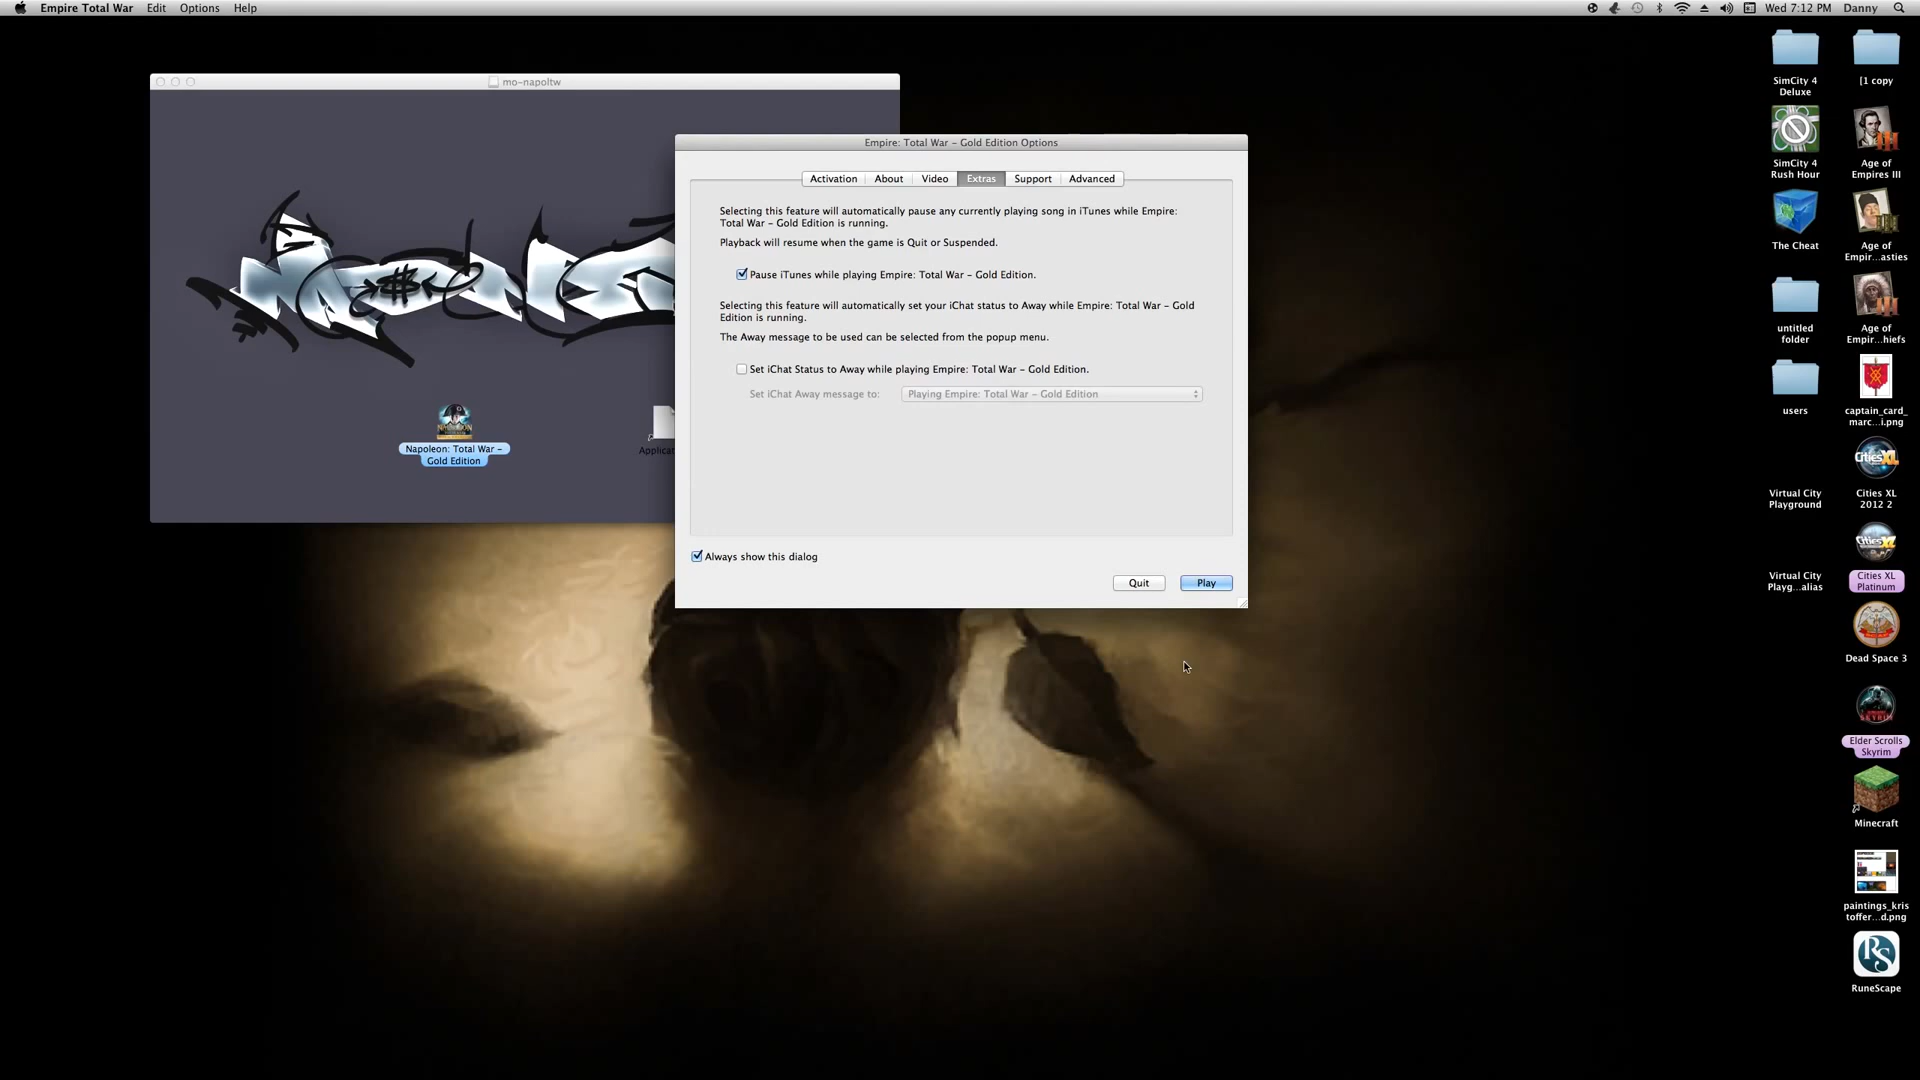 Empire Total War Edit Options Help
Wed 7:12 PM Danny
mo-napoltw
Napoleon: Total War –
Gold Edition
Applicat
Empire: Total War – Gold Edition Options
Activation About Video Extras Support Advanced
Selecting this feature will automatically pause any currently playing song in iTunes while Empire:
Total War – Gold Edition is running.
Playback will resume when the game is Quit or Suspended.
Pause iTunes while playing Empire: Total War – Gold Edition.
Selecting this feature will automatically set your iChat status to Away while Empire: Total War – Gold
Edition is running.
The Away message to be used can be selected from the popup menu.
Set iChat Status to Away while playing Empire: Total War – Gold Edition.
Set iChat Away message to: Playing Empire: Total War – Gold Edition
Always show this dialog
Quit Play
SimCity 4
Deluxe
[1 copy
SimCity 4
Rush Hour
Age of
Empires III
The Cheat
Age of
Empir...asties
untitled
folder
Age of
Empir...hiefs
users
captain_card_
marc...i.png
Virtual City
Playground
CitiesXL
Cities XL
2012 2
Virtual City
Playg...alias
CitiesXL
Cities XL
Platinum
Dead Space 3
SKYRIM
Elder Scrolls
Skyrim
Minecraft
paintings_kris
toffer...d.png
RS
RuneScape